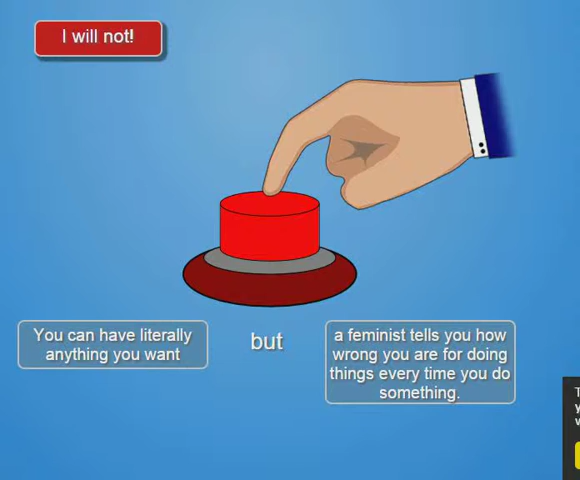 I will not!
You can have literally
anything you want
but
a feminist tells you how
wrong you are for doing
things every time you do
something.